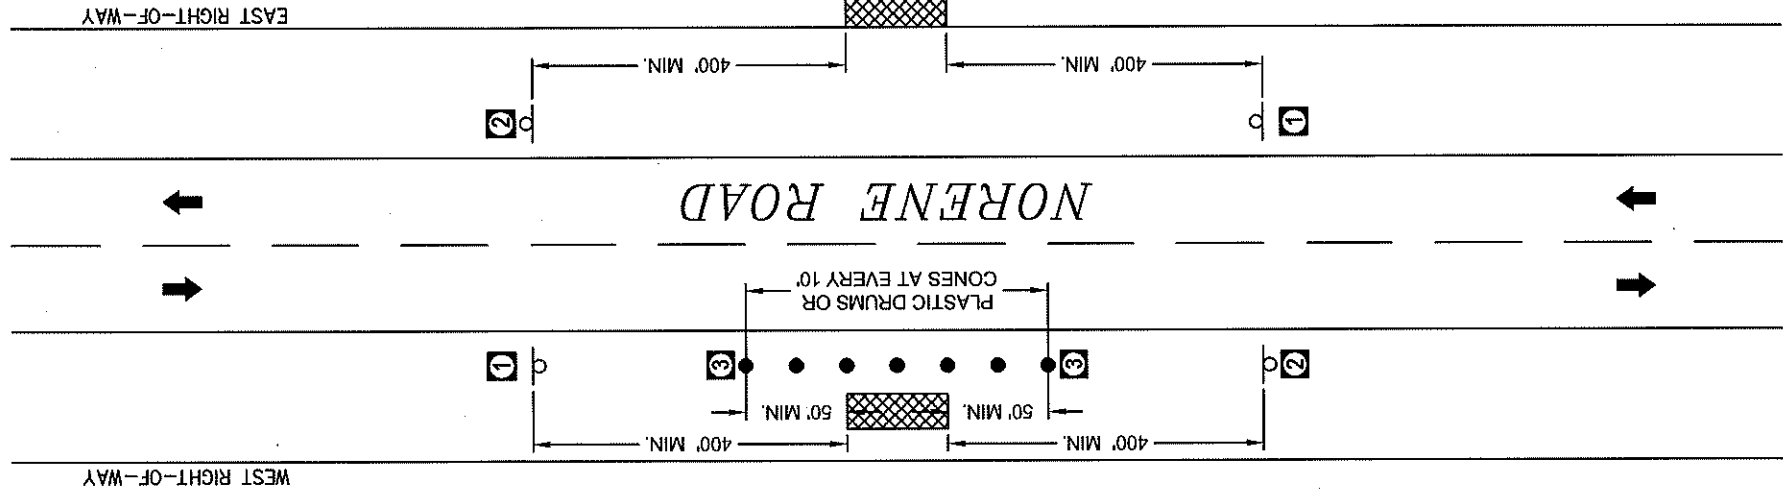 WEST RIGHT-OF-WAY
400' MIN. 400' MIN.
50' MIN. 50' MIN.
2 3 3 1
PLASTIC DRUMS OR
CONES AT EVERY 10'
NORENE ROAD
1 2
400' MIN. 400' MIN.
EAST RIGHT-OF-WAY